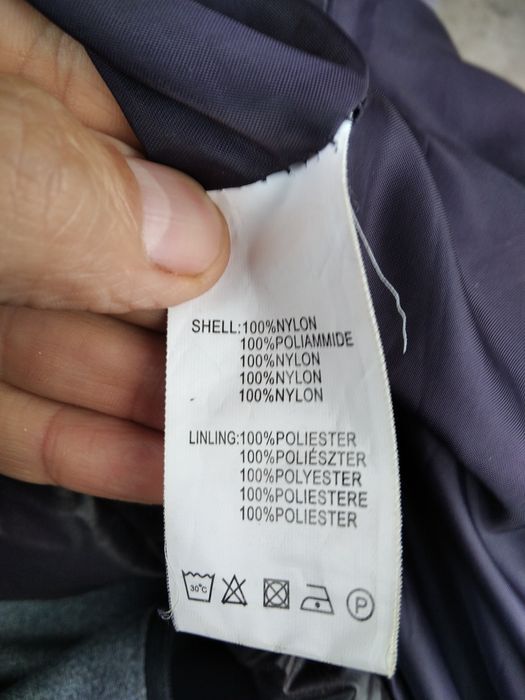 SHELL:100%NYLON
100%POLIAMMIDE
100%NYLON
100%NYLON
100%NYLON
LINLING:100%POLIESTER
100%POLIÉSZTER
100%POLYESTER
100%POLIESTERE
100%POLIESTER
30°C
P